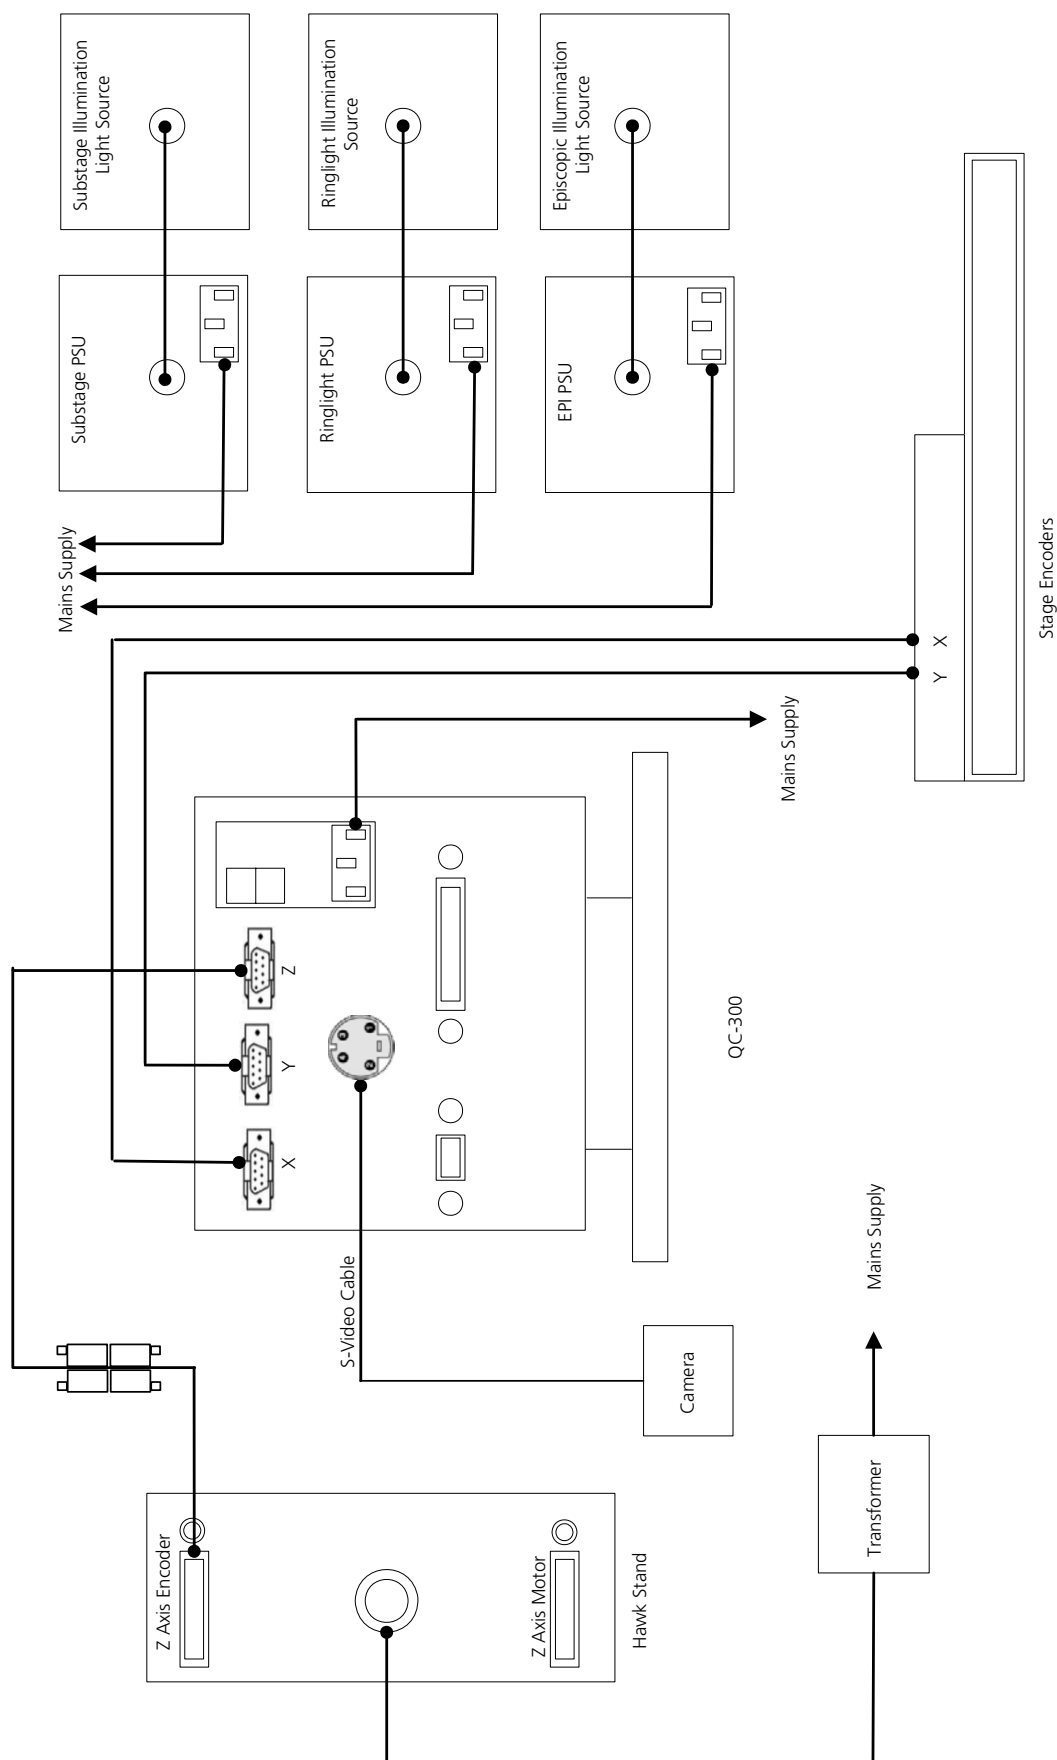 Substage Illumination
Light Source
Ringlight Illumination
Source
Episcopic Illumination
Light Source
Substage PSU
Ringlight PSU
EPI PSU
Mains Supply
Stage Encoders
X
Y
Mains Supply
Z
Y
X
QC-300
S-Video Cable
Camera
Mains Supply
Transformer
Z Axis Encoder
Z Axis Motor
Hawk Stand